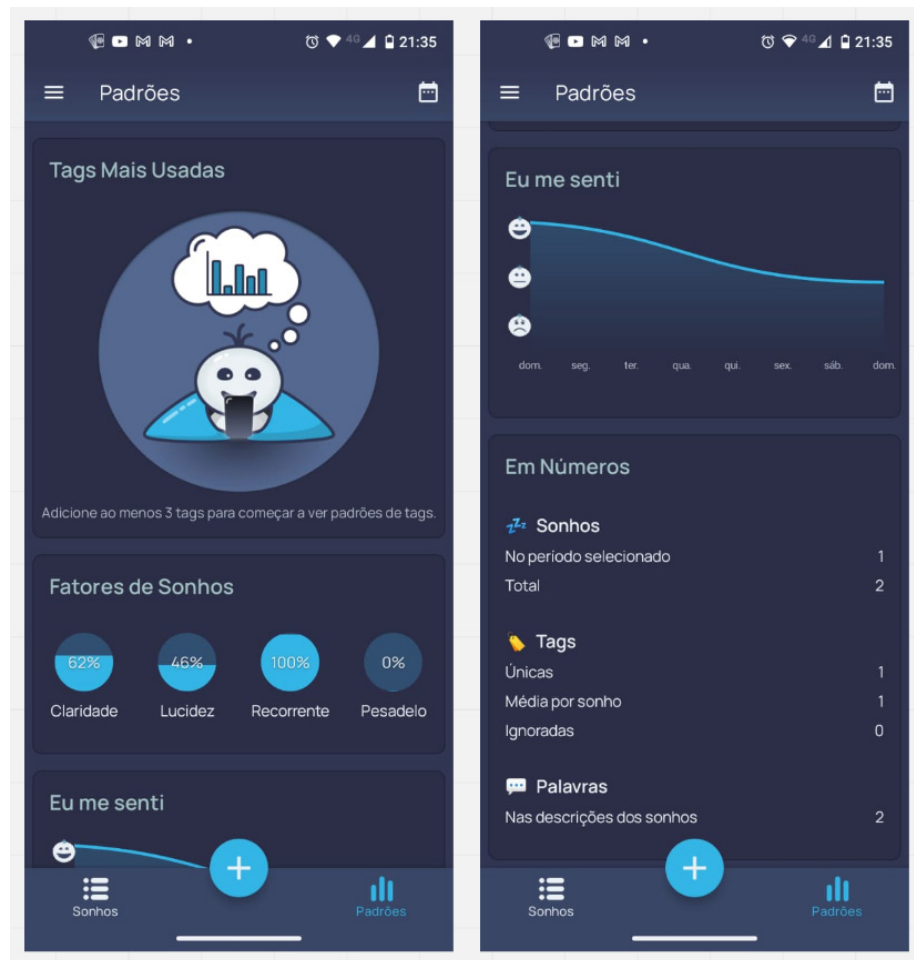 4G 21:35
Padrões
Tags Mais Usadas
Adicione ao menos 3 tags para começar a ver padrões de tags.
Fatores de Sonhos
62% 46% 100% 0%
Claridade Lucidez Recorrente Pesadelo
Eu me senti
Sonhos Padrões
4G 21:35
Padrões
Eu me senti
dom. seg. ter. qua. qui. sex. sáb. dom.
Em Números
zzz Sonhos
No período selecionado 1
Total 2
Tags
Únicas 1
Média por sonho 1
Ignoradas 0
Palavras
Nas descrições dos sonhos 2
Sonhos Padrões